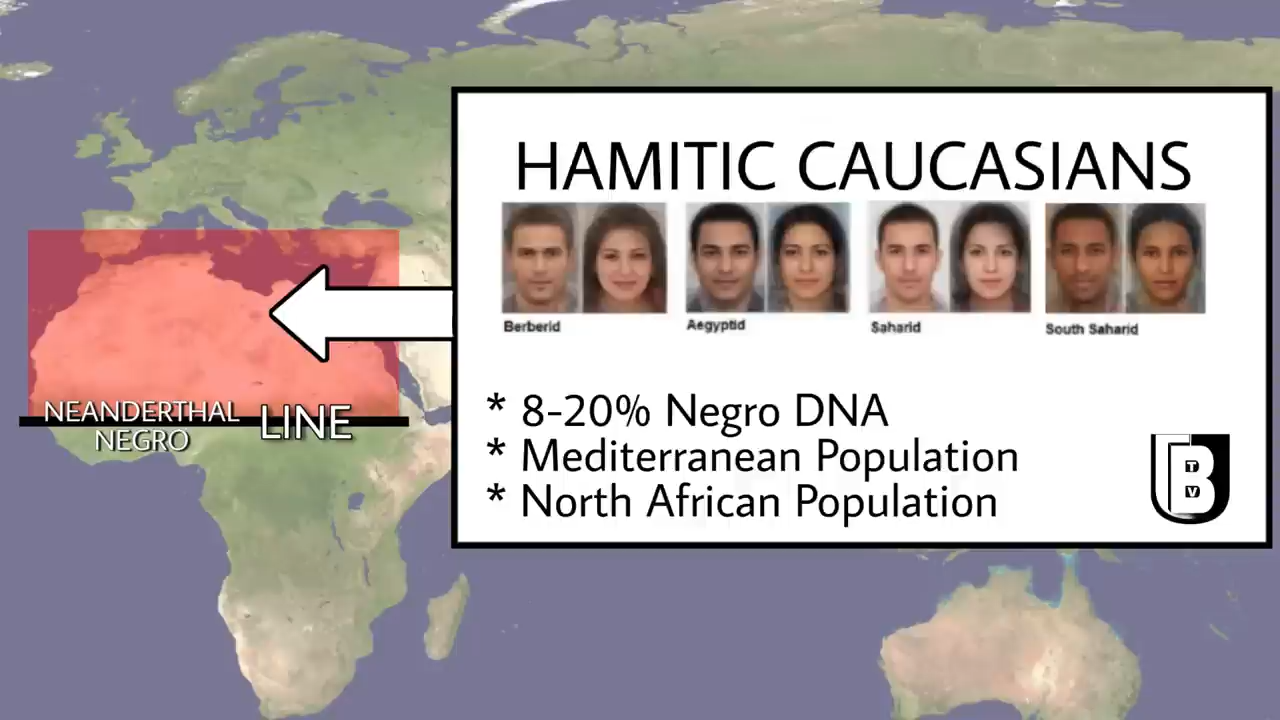 HAMITIC CAUCASIANS
Berberid
Aegyptid
Saharid
South Saharid
NEANDERTHAL
NEGRO
LINE
* 8-20% Negro DNA
* Mediterranean Population
* North African Population
B
TV